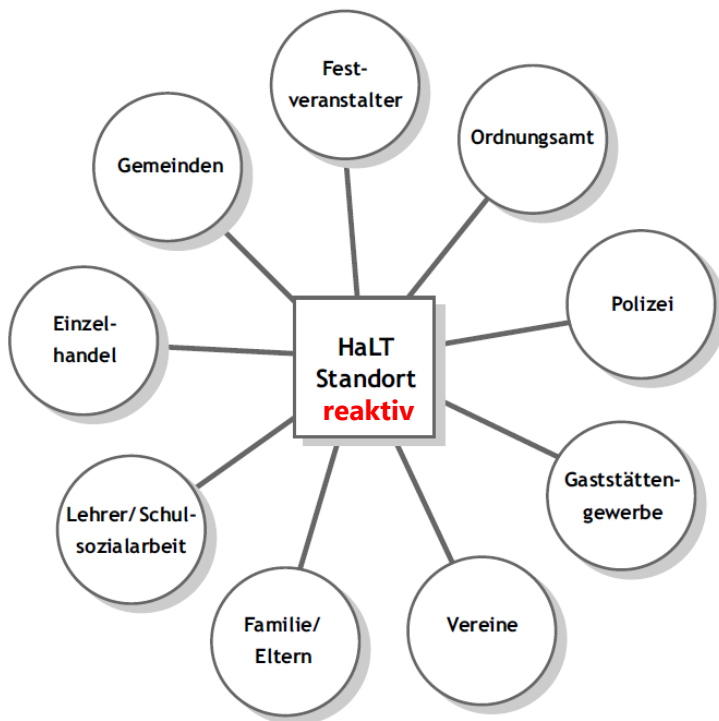 Fest-
veranstalter
Ordnungsamt
Gemeinden
Polizei
Einzel-
handel
HaLT
Standort
reaktiv
Gaststätten-
gewerbe
Lehrer/Schul-
sozialarbeit
Familie/
Eltern
Vereine